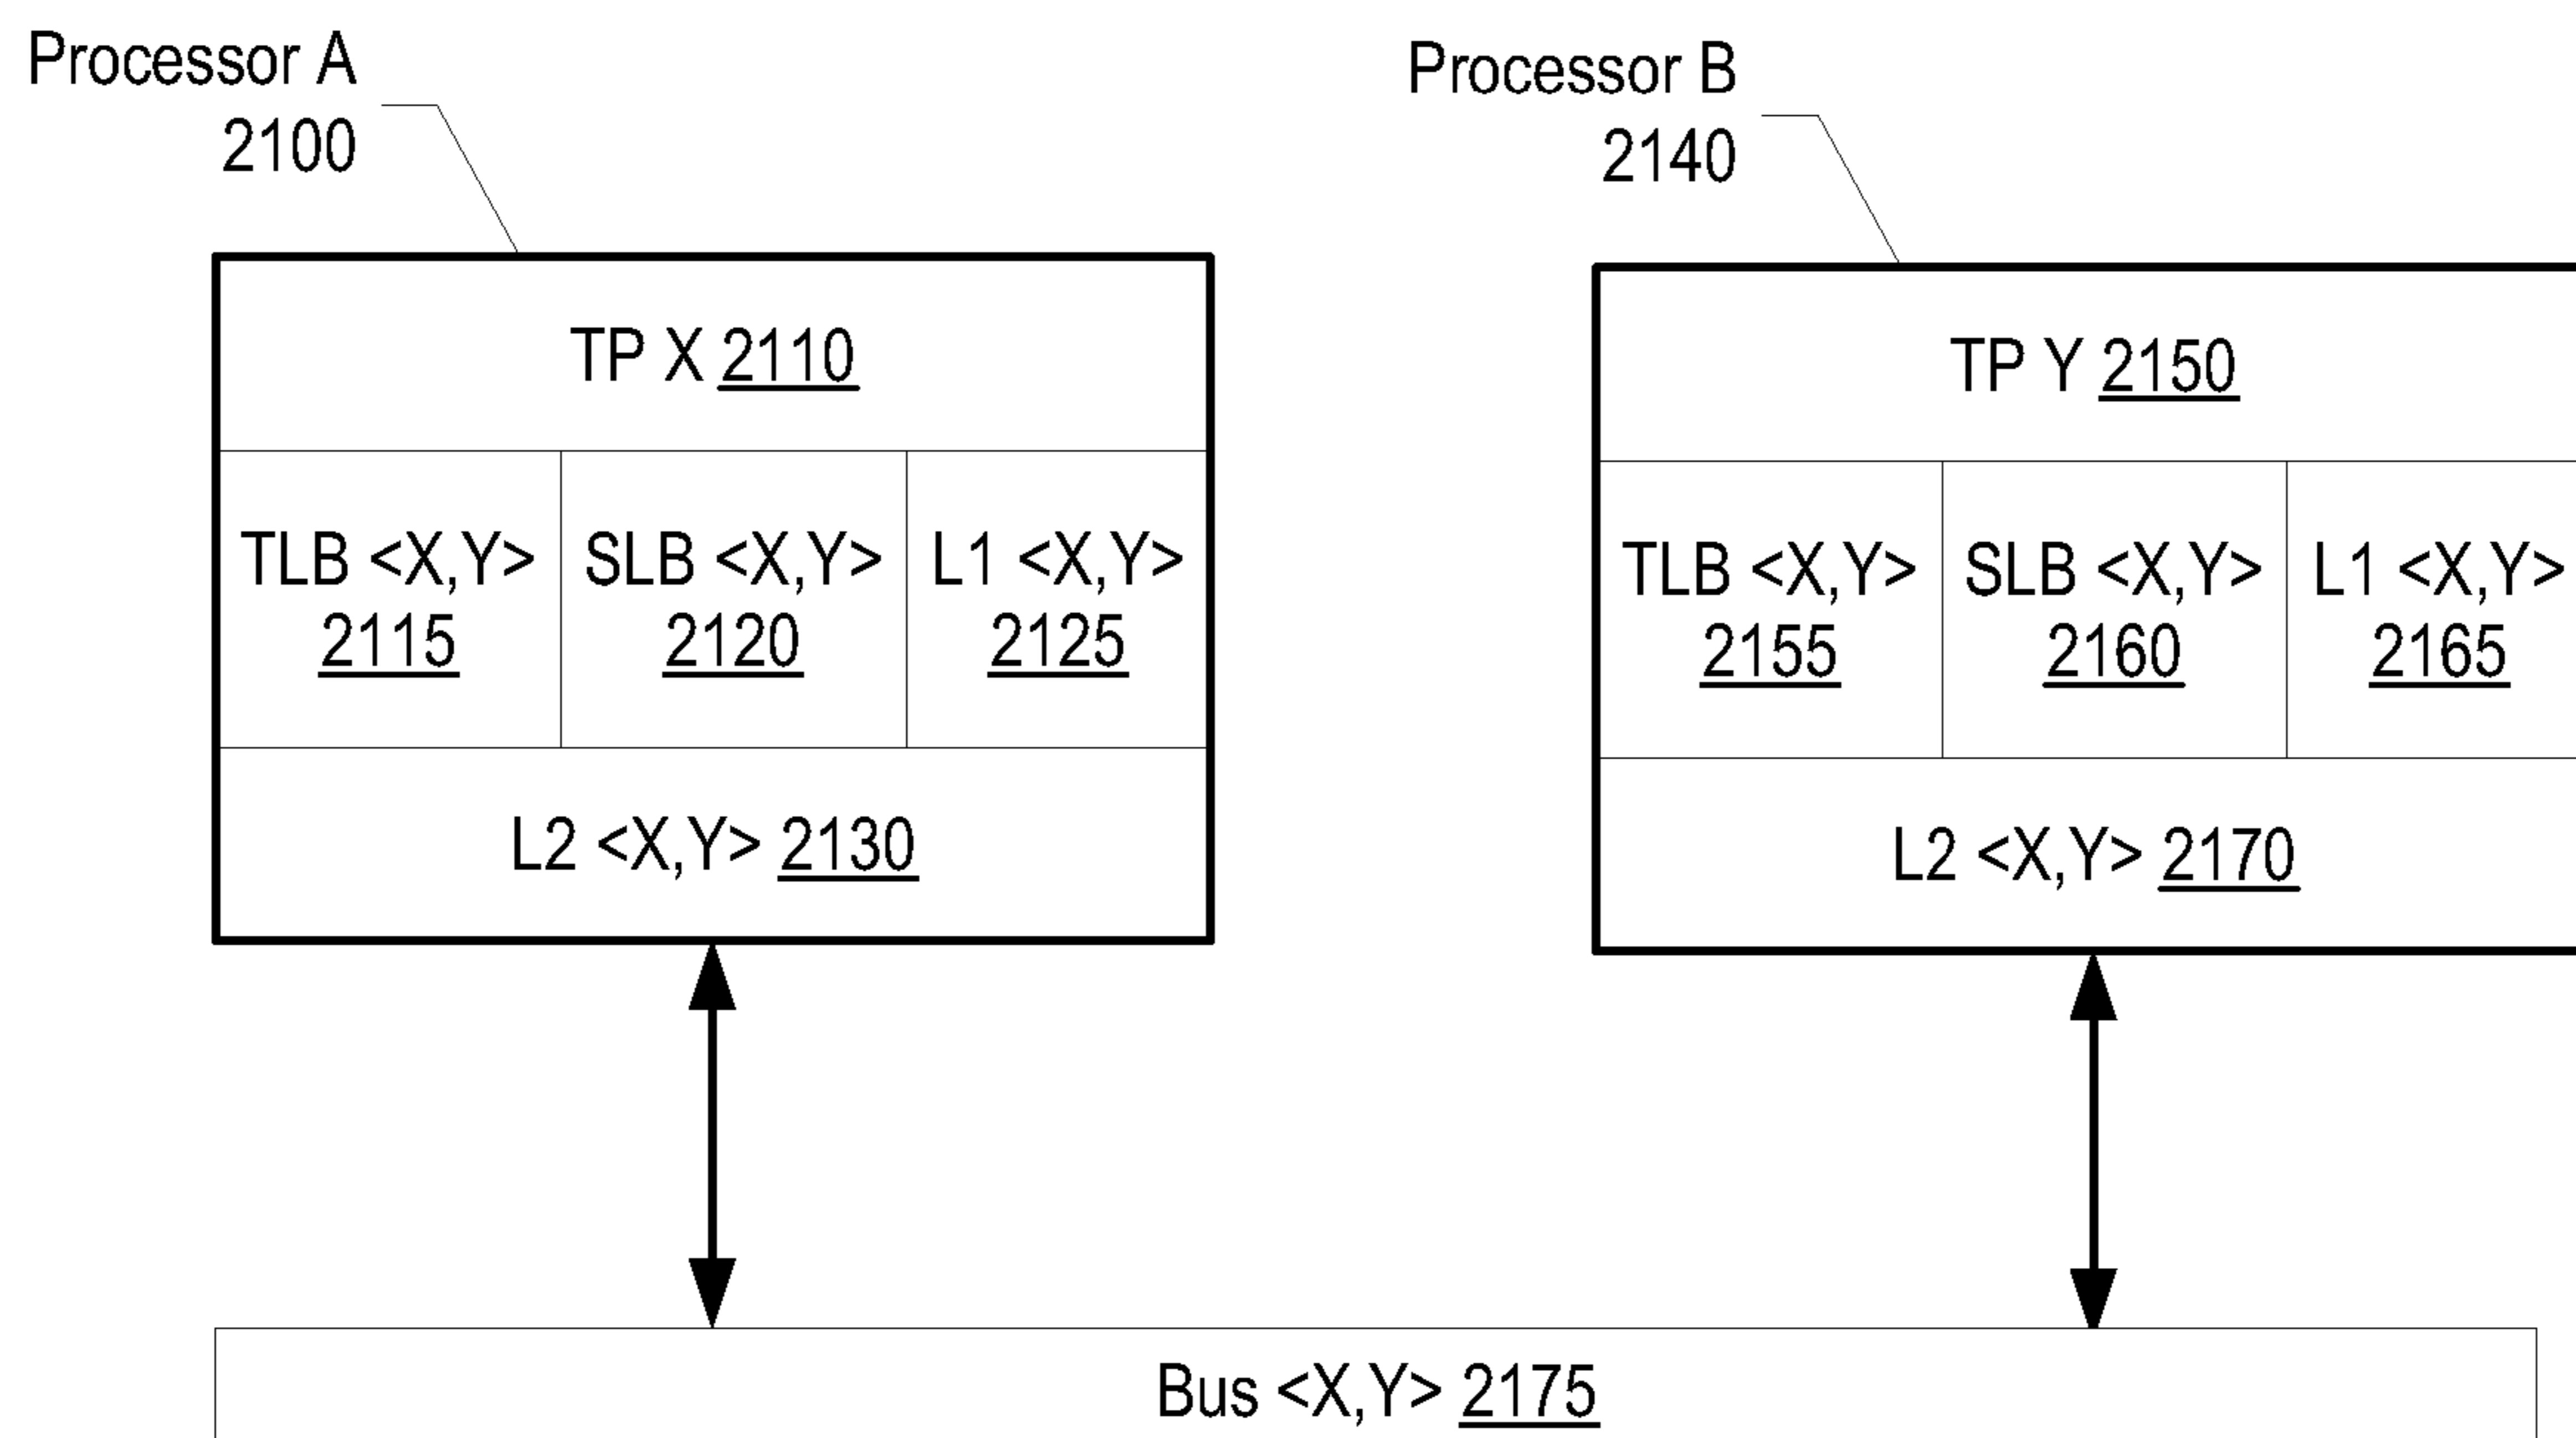 Processor A
2100
Processor B
2140
TP X 2110
TLB <X,Y>
2115
SLB <X,Y>
2120
L1 <X,Y>
2125
L2 <X,Y> 2130
TP Y 2150
TLB <X,Y>
2155
SLB <X,Y>
2160
L1 <X,Y>
2165
L2 <X,Y> 2170
Bus <X,Y> 2175